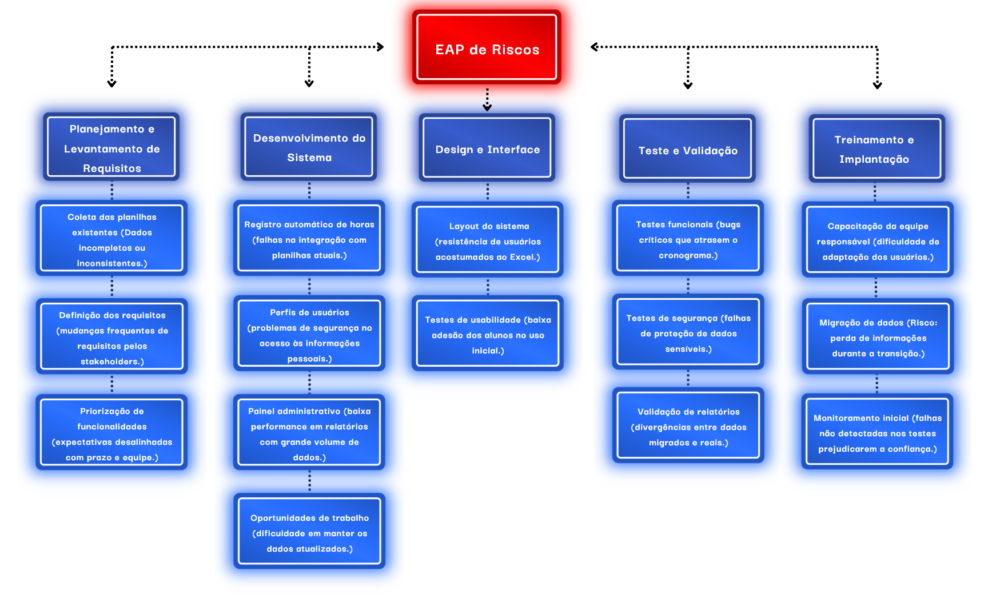 EAP de Riscos
Planejamento e
Levantamento de
Requisitos
Coleta das planilhas
existentes (Dados
incompletos ou
inconsistentes.)
Definição dos requisitos
(mudanças frequentes de
requisitos pelos
stakeholders.)
Priorização de
funcionalidades
(expectativas desalinhadas
com prazo e equipe.)
Desenvolvimento do
Sistema
Registro automático de horas
(falhas na integração com
planilhas atuais.)
Perfis de usuários
(problemas de segurança no
acesso às informações
pessoais.)
Painel administrativo (baixa
performance em relatórios
com grande volume de
dados.)
Oportunidades de trabalho
(dificuldade em manter os
dados atualizados.)
Design e Interface
Layout do sistema
(resistência de usuários
acostumados ao Excel.)
Testes de usabilidade (baixa
adesão dos alunos no uso
inicial.)
Teste e Validação
Testes funcionais (bugs
críticos que atrasem o
cronograma.)
Testes de segurança (falhas
de proteção de dados
sensíveis.)
Validação de relatórios
(divergências entre dados
migrados e reais.)
Treinamento e
Implantação
Capacitação da equipe
responsável (dificuldade de
adaptação dos usuários.)
Migração de dados (Risco:
perda de informações
durante a transição.)
Monitoramento inicial (falhas
não detectadas nos testes
prejudicarem a confiança.)